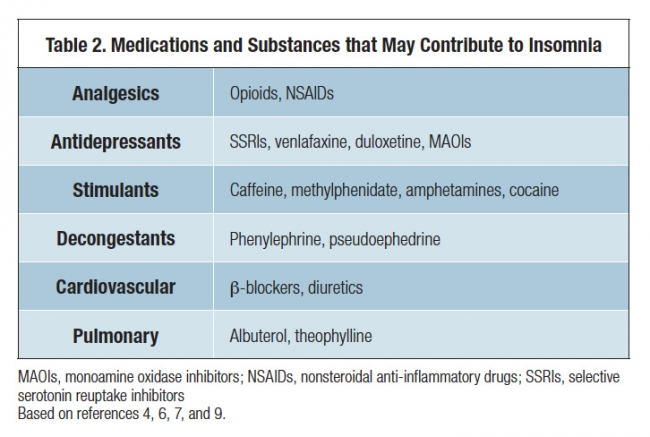 Table 2. Medications and Substances that May Contribute to Insomnia
Analgesics Opioids, NSAIDs
Antidepressants SSRIs, venlafaxine, duloxetine, MAOIs
Stimulants Caffeine, methylphenidate, amphetamines, cocaine
Decongestants Phenylephrine, pseudoephedrine
Cardiovascular β-blockers, diuretics
Pulmonary Albuterol, theophylline
MAOIs, monoamine oxidase inhibitors; NSAIDs, nonsteroidal anti-inflammatory drugs; SSRIs, selective
serotonin reuptake inhibitors
Based on references 4, 6, 7, and 9.